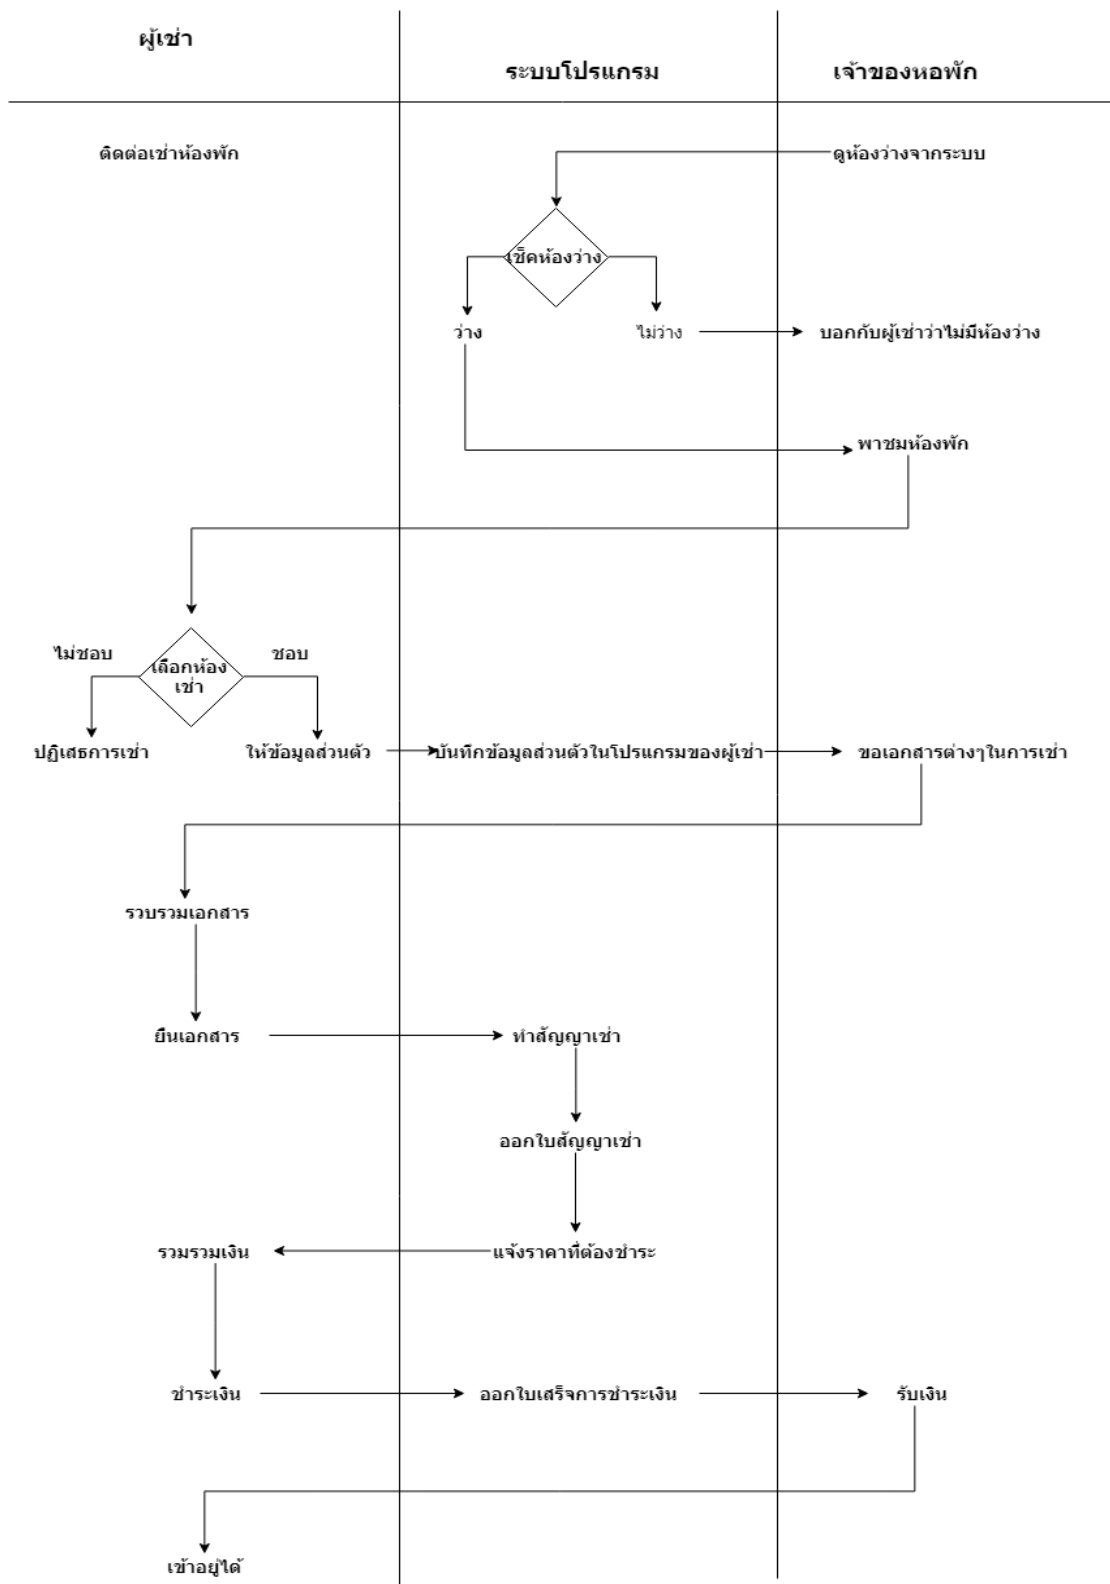 ผู้เช่า
ระบบโปรแกรม
เจ้าของหอพัก
ติดต่อเช่าห้องพัก
ดูห้องว่างจากระบบ
เช็คห้องว่าง
ว่าง
ไม่ว่าง
บอกกับผู้เช่าว่าไม่มีห้องว่าง
พาชมห้องพัก
ไม่ชอบ
เลือกห้อง
เช่า
ชอบ
ปฏิเสธการเช่า
ให้ข้อมูลส่วนตัว
บันทึกข้อมูลส่วนตัวในโปรแกรมของผู้เช่า
ขอเอกสารต่างๆในการเช่า
รวบรวมเอกสาร
ยืนเอกสาร
ทำสัญญาเช่า
ออกใบสัญญาเช่า
รวมรวมเงิน
แจ้งราคาที่ต้องชำระ
ชำระเงิน
ออกใบเสร็จการชำระเงิน
รับเงิน
เข้าอยู่ได้